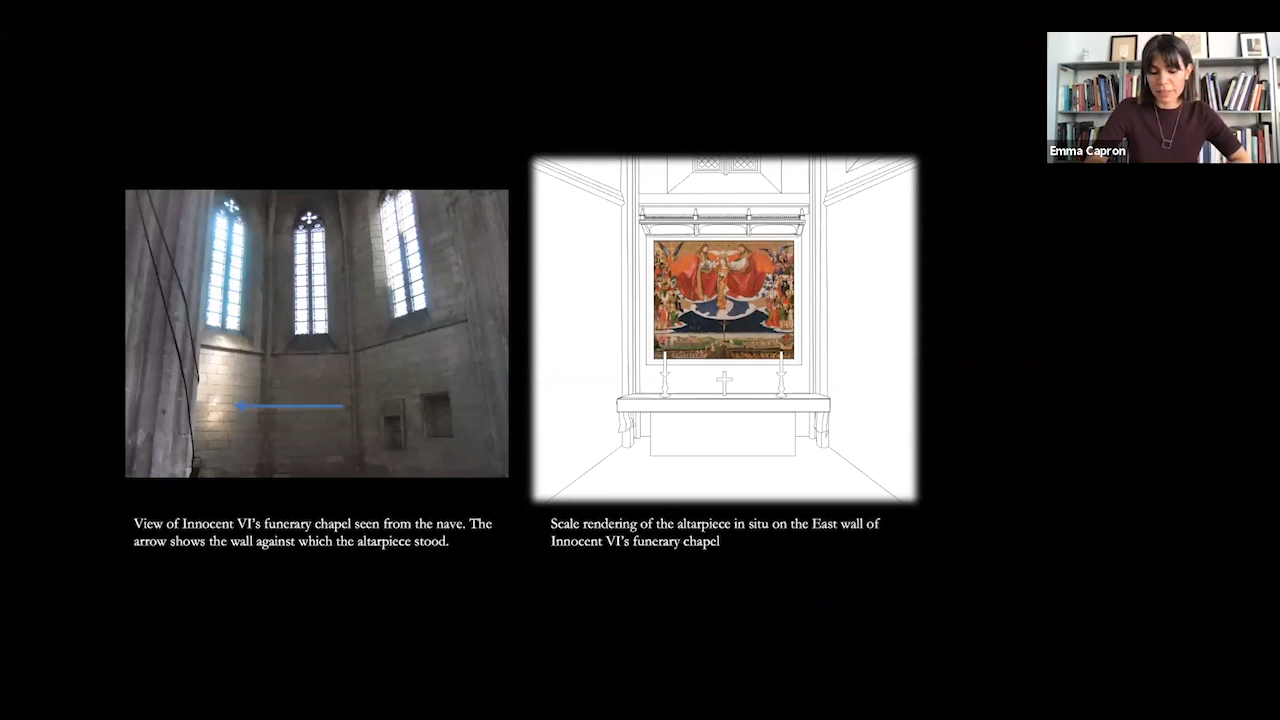 Emma Capron
View of Innocent VI's funerary chapel seen from the nave. The
arrow shows the wall against which the altarpiece stood.
Scale rendering of the altarpiece in situ on the East wall of
Innocent VI's funerary chapel